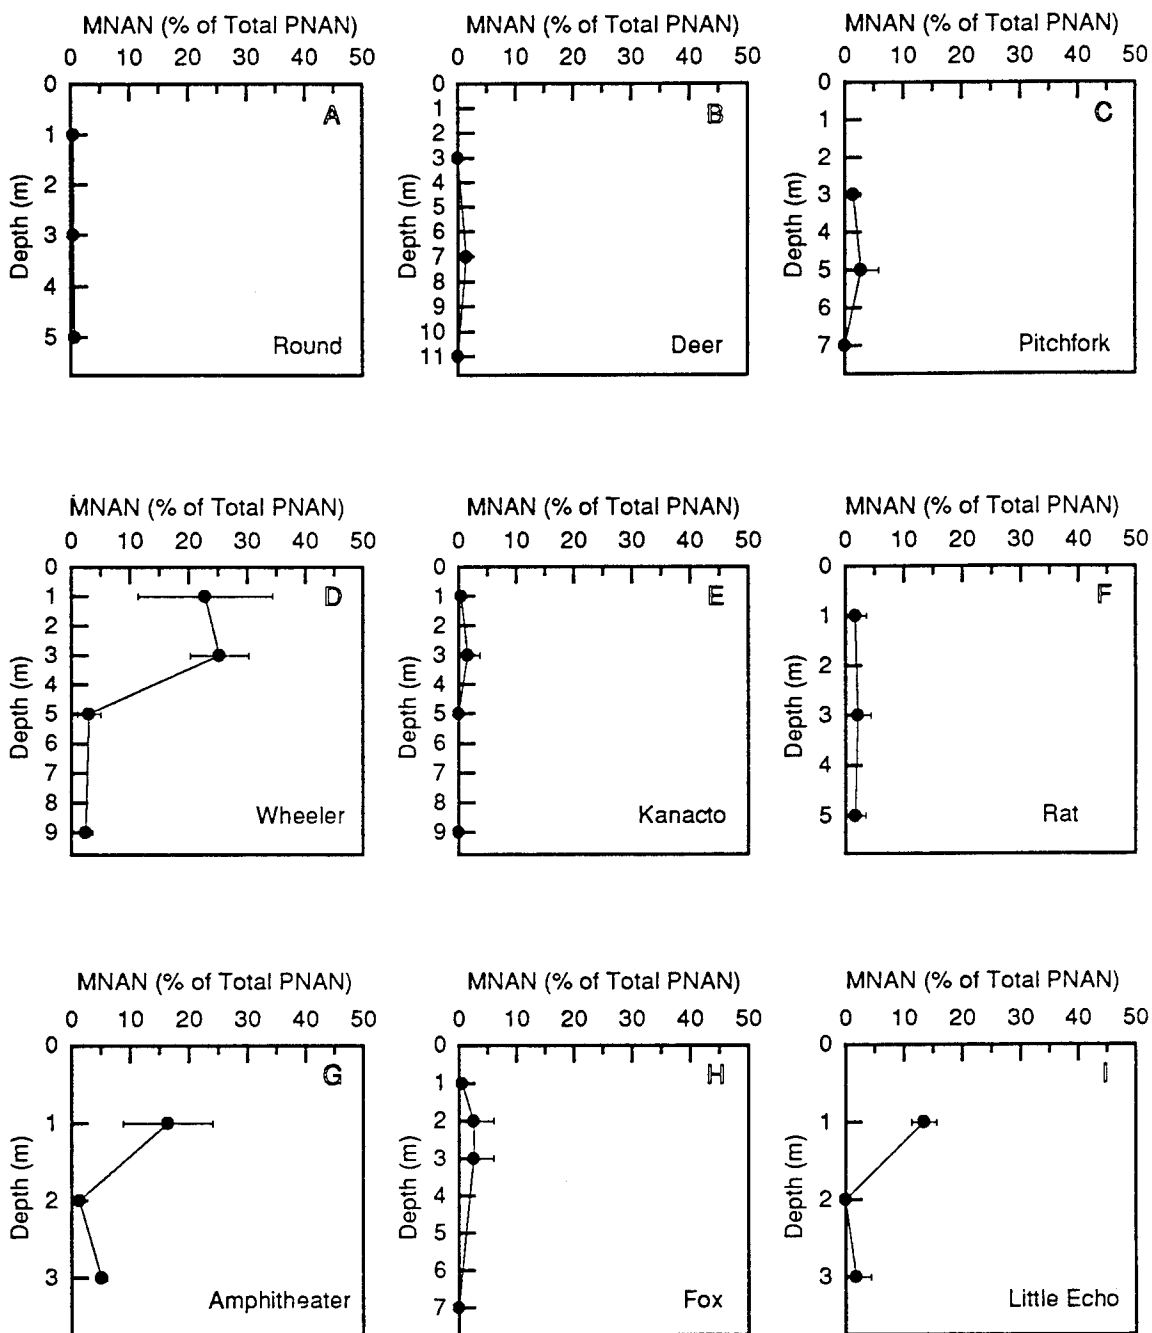 MNAN (% of Total PNAN) MNAN (% of Total PNAN) MNAN (% of Total PNAN)
0 10 20 30 40 50 0 10 20 30 40 50 0 10 20 30 40 50
Depth (m)
0
1
2
3
4
5
A
Round
Depth (m)
0
1
2
3
4
5
6
7
8
9
10
11
B
Deer
Depth (m)
0
1
2
3
4
5
6
7
C
Pitchfork
MNAN (% of Total PNAN) MNAN (% of Total PNAN) MNAN (% of Total PNAN)
0 10 20 30 40 50 0 10 20 30 40 50 0 10 20 30 40 50
Depth (m)
0
1
2
3
4
5
6
7
8
9
D
Wheeler
Depth (m)
0
1
2
3
4
5
6
7
8
9
E
Kanacto
Depth (m)
0
1
2
3
4
5
F
Rat
MNAN (% of Total PNAN) MNAN (% of Total PNAN) MNAN (% of Total PNAN)
0 10 20 30 40 50 0 10 20 30 40 50 0 10 20 30 40 50
Depth (m)
0
1
2
3
G
Amphitheater
Depth (m)
0
1
2
3
4
5
6
7
H
Fox
Depth (m)
0
1
2
3
I
Little Echo